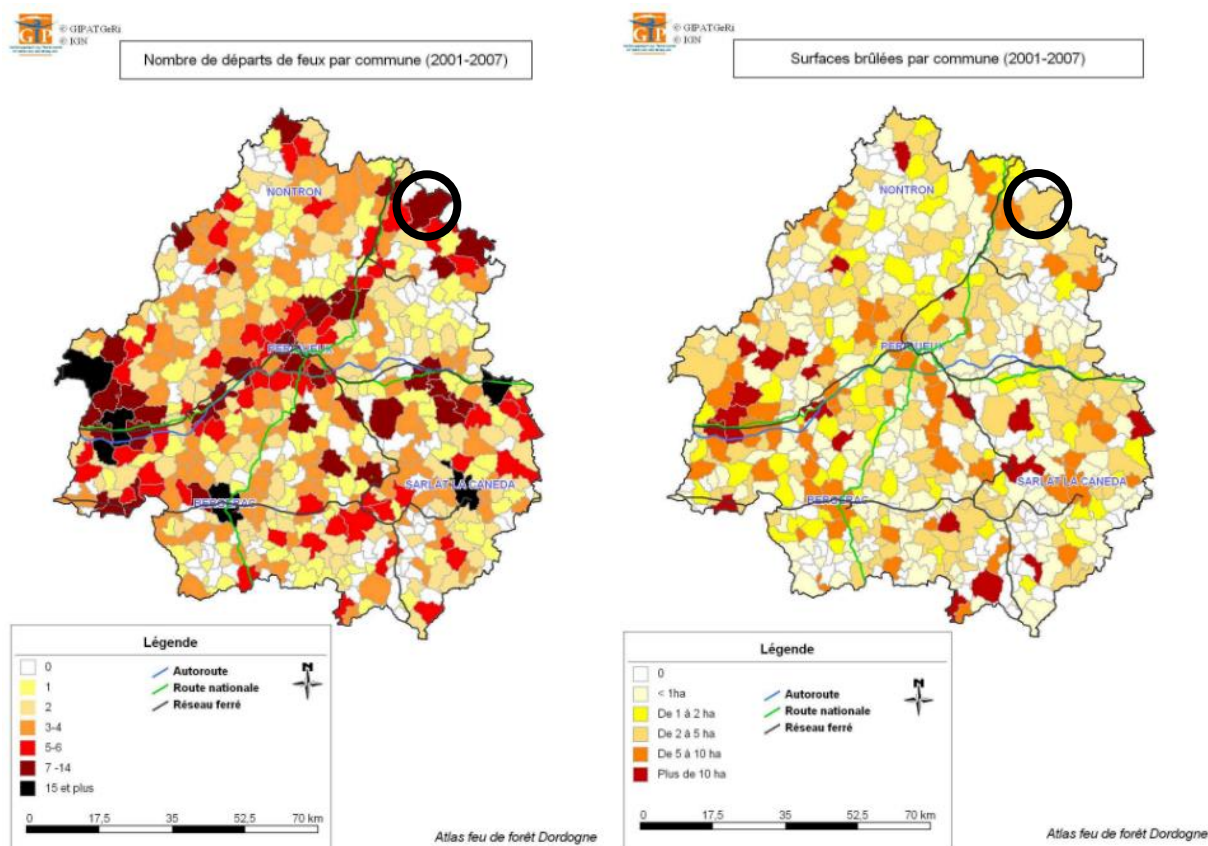 © GIPATGeRi
© IGN
GIP
Nombre de départs de feux par commune (2001-2007)
NONTRON
PERIGUEUX
BERGERAC
SARLAT LA CANEDA
Légende
0
1
2
3-4
5-6
7 -14
15 et plus
Autoroute
Route nationale
Réseau ferré
N
0 17,5 35 52,5 70 km
Atlas feu de forêt Dordogne
© GIPATGeRi
© IGN
GIP
Surfaces brûlées par commune (2001-2007)
NONTRON
PERIGUEUX
BERGERAC
SARLAT LA CANEDA
Légende
0
< 1ha
De 1 à 2 ha
De 2 à 5 ha
De 5 à 10 ha
Plus de 10 ha
Autoroute
Route nationale
Réseau ferré
N
0 17,5 35 52,5 70 km
Atlas feu de forêt Dordogne